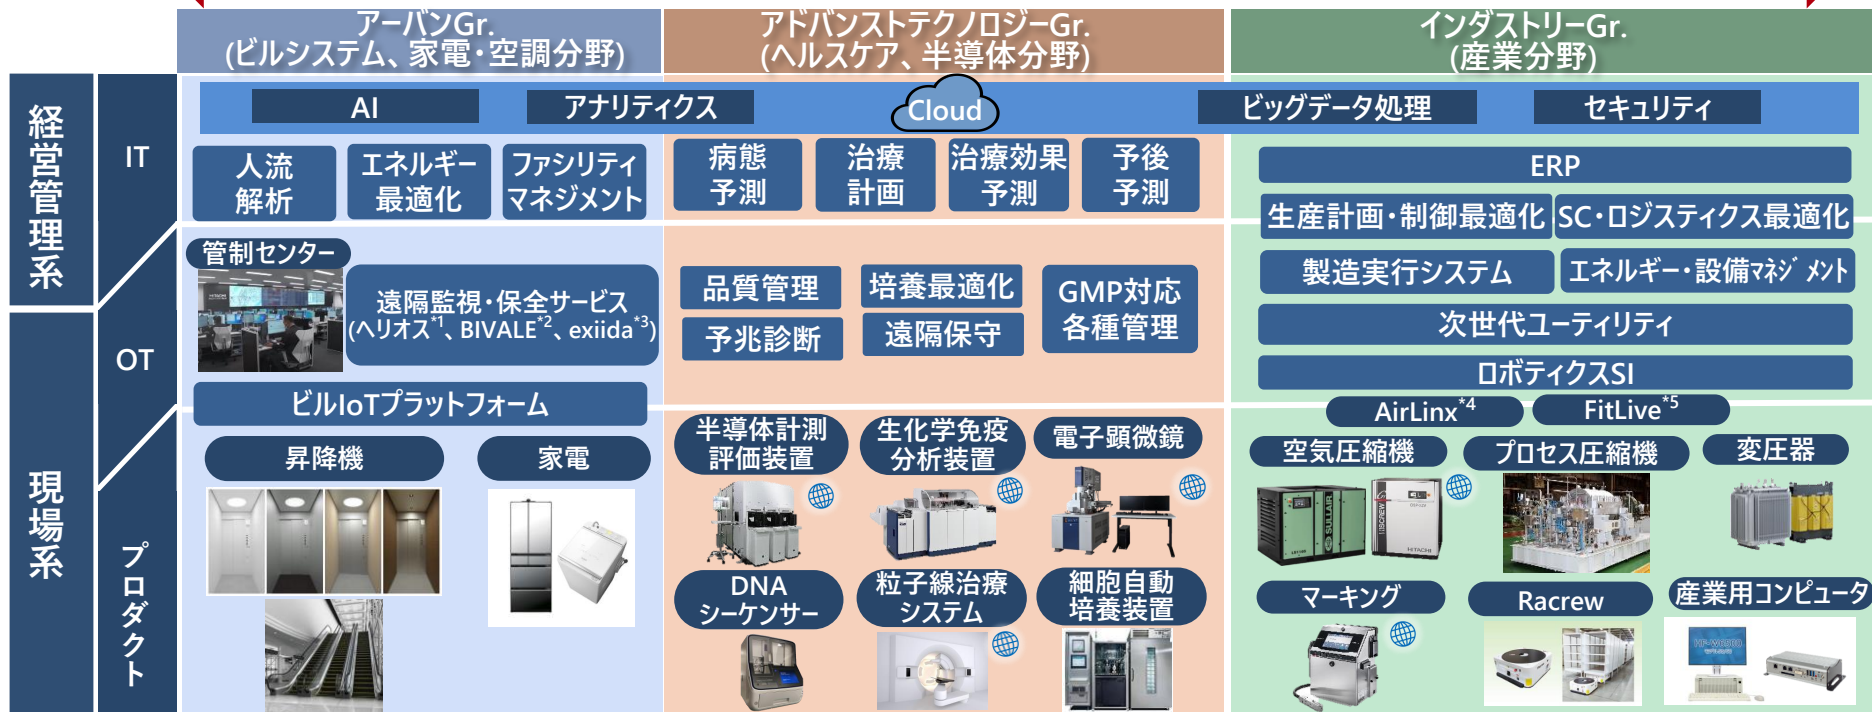 アーバンGr.
(ビルシステム、家電・空調分野)
アドバンストテクノロジーGr.
(ヘルスケア、半導体分野)
インダストリーGr.
(産業分野)
経営管理系
現場系
IT
OT
プロダクト
AI
アナリティクス
Cloud
ビッグデータ処理
セキュリティ
人流
解析
エネルギー
最適化
ファシリティ
マネジメント
病態
予測
治療
計画
治療効果
予測
予後
予測
ERP
生産計画・制御最適化
SC・ロジスティクス最適化
管制センター
遠隔監視・保全サービス
(ヘリオス*1、BIVALE*2、exiida*3)
品質管理
培養最適化
GMP対応
各種管理
予兆診断
遠隔保守
製造実行システム
エネルギー・設備マネジメント
次世代ユーティリティ
ロボティクスSI
ビルIoTプラットフォーム
AirLinx*4
FitLive*5
昇降機
家電
半導体計測
評価装置
生化学免疫
分析装置
電子顕微鏡
空気圧縮機
プロセス圧縮機
変圧器
SULLAIR
HISCREW
HITACHI
DNA
シーケンサー
粒子線治療
システム
細胞自動
培養装置
マーキング
Racrew
産業用コンピュータ